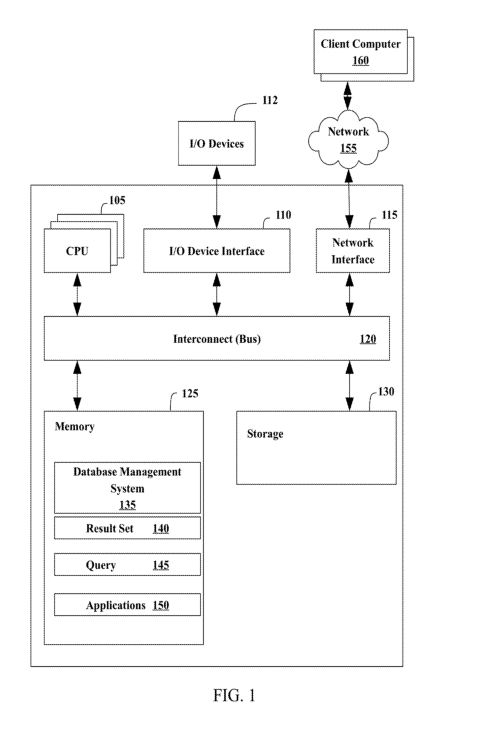 Client Computer
160
112
Network
155
I/O Devices
105
110
115
CPU
I/O Device Interface
Network
Interface
Interconnect (Bus) 120
125
130
Memory
Storage
Database Management
System
135
Result Set 140
Query 145
Applications 150
FIG. 1